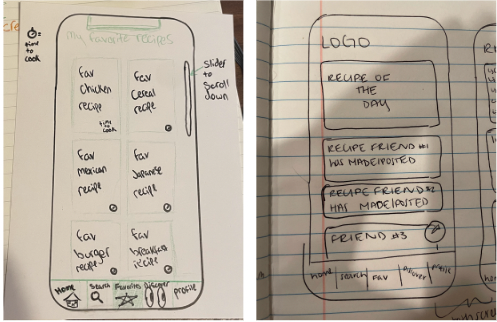 = time to cook
My favorite recipes
Slider to scroll down
fav chicken recipe
time to cook
fav cereal recipe
fav mexican recipe
fav Japanese recipe
fav burger recipe
fav breakfast recipe
Home Search Favorites Discover profile
LOGO
RECIPE OF
THE
DAY
RECIPE FRIEND #1
HAS MADE/POSTED
RECIPE FRIEND #2
HAS MADE/POSTED
FRIEND #3
Home Search Fav